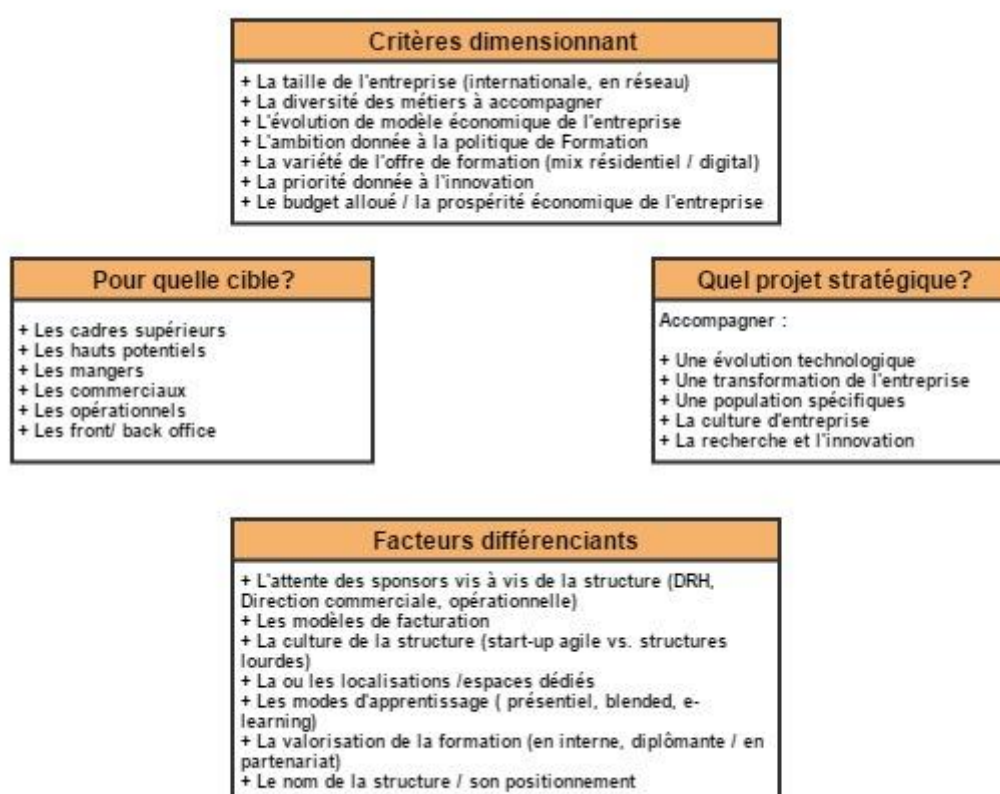 Critères dimensionnant
+ La taille de l'entreprise (internationale, en réseau)
+ La diversité des métiers à accompagner
+ L'évolution de modèle économique de l'entreprise
+ L'ambition donnée à la politique de Formation
+ La variété de l'offre de formation (mix résidentiel / digital)
+ La priorité donnée à l'innovation
+ Le budget alloué / la prospérité économique de l'entreprise
Pour quelle cible?
+ Les cadres supérieurs
+ Les hauts potentiels
+ Les mangers
+ Les commerciaux
+ Les opérationnels
+ Les front/ back office
Quel projet stratégique?
Accompagner :
+ Une évolution technologique
+ Une transformation de l'entreprise
+ Une population spécifiques
+ La culture d'entreprise
+ La recherche et l'innovation
Facteurs différenciants
+ L'attente des sponsors vis à vis de la structure (DRH,
Direction commerciale, opérationnelle)
+ Les modèles de facturation
+ La culture de la structure (start-up agile vs. structures
lourdes)
+ La ou les localisations /espaces dédiés
+ Les modes d'apprentissage ( présentiel, blended, e-
learning)
+ La valorisation de la formation (en interne, diplômante / en
partenariat)
+ Le nom de la structure / son positionnement